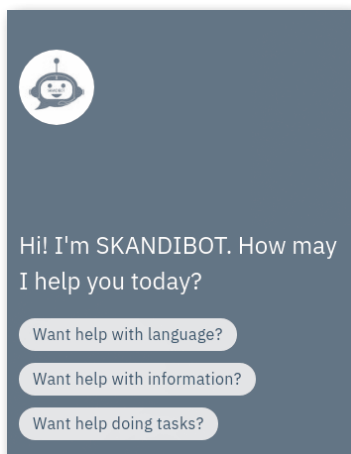 Hi! I'm SKANDIBOT. How may
I help you today?
Want help with language?
Want help with information?
Want help doing tasks?